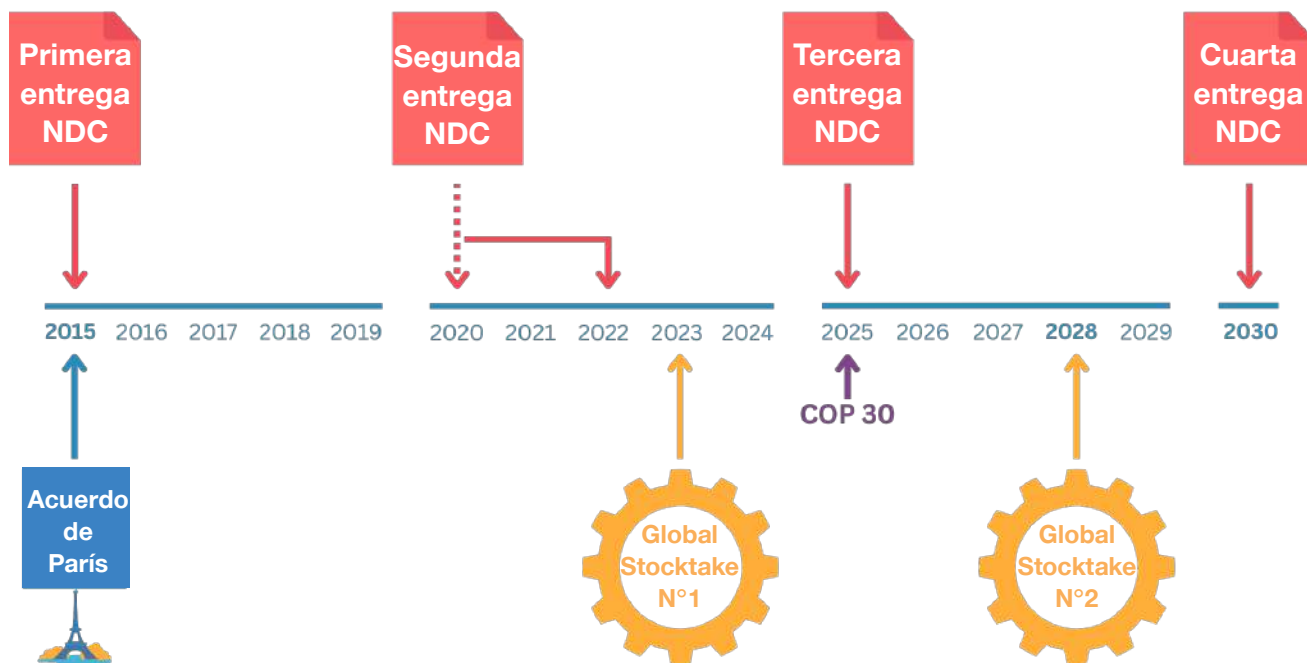 Primera
entrega
NDC
Segunda
entrega
NDC
Tercera
entrega
NDC
Cuarta
entrega
NDC
2015 2016 2017 2018 2019 2020 2021 2022 2023 2024 2025 2026 2027 2028 2029 2030
COP 30
Acuerdo
de
París
Global
Stocktake
N°1
Global
Stocktake
N°2